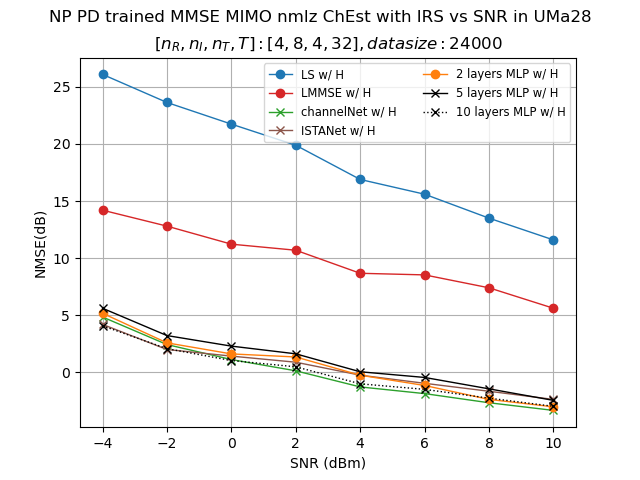 NP PD trained MMSE MIMO nmlz ChEst with IRS vs SNR in UMa28
[n_R, n_I, n_T, T] : [4, 8, 4, 32], datasize : 24000
LS w/ H
LMMSE w/ H
channelNet w/ H
ISTANet w/ H
2 layers MLP w/ H
5 layers MLP w/ H
10 layers MLP w/ H
NMSE(dB)
25
20
15
10
5
0
−4
−2
0
2
4
6
8
10
SNR (dBm)